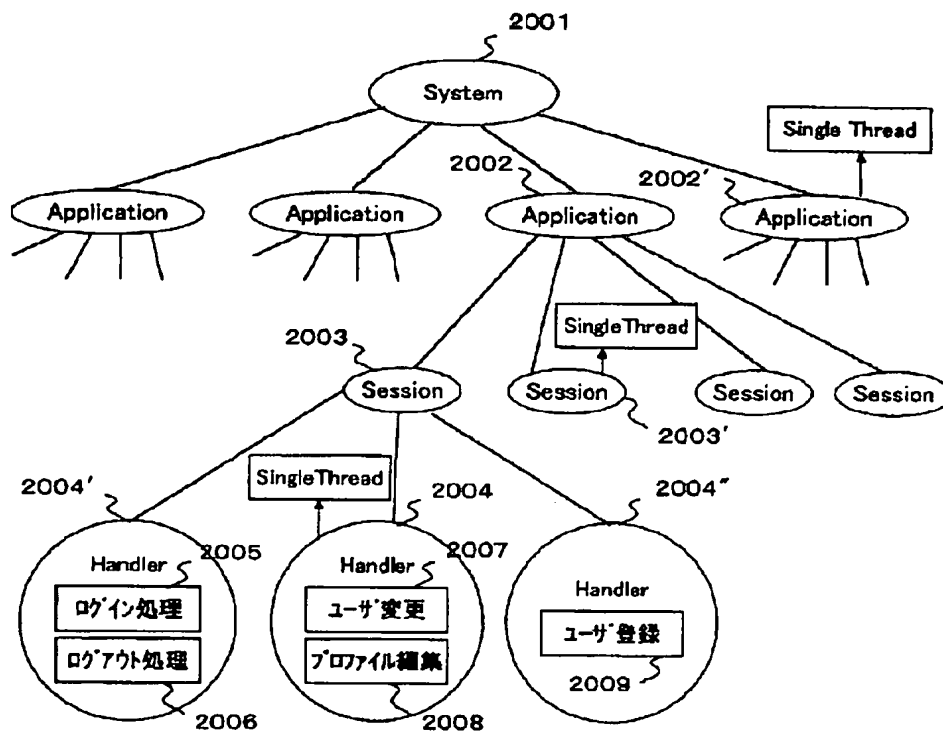 2001
System
Single Thread
2002
2002'
Application
Application
Application
Application
SingleThread
2003
Session
Session
Session
Session
2003'
SingleThread
2004'
2004
2004"
Handler
2005
Handler
2007
Handler
ログイン処理
ユーザ変更
ユーザ登録
ログアウト処理
プロファイル編集
2009
2006
2008